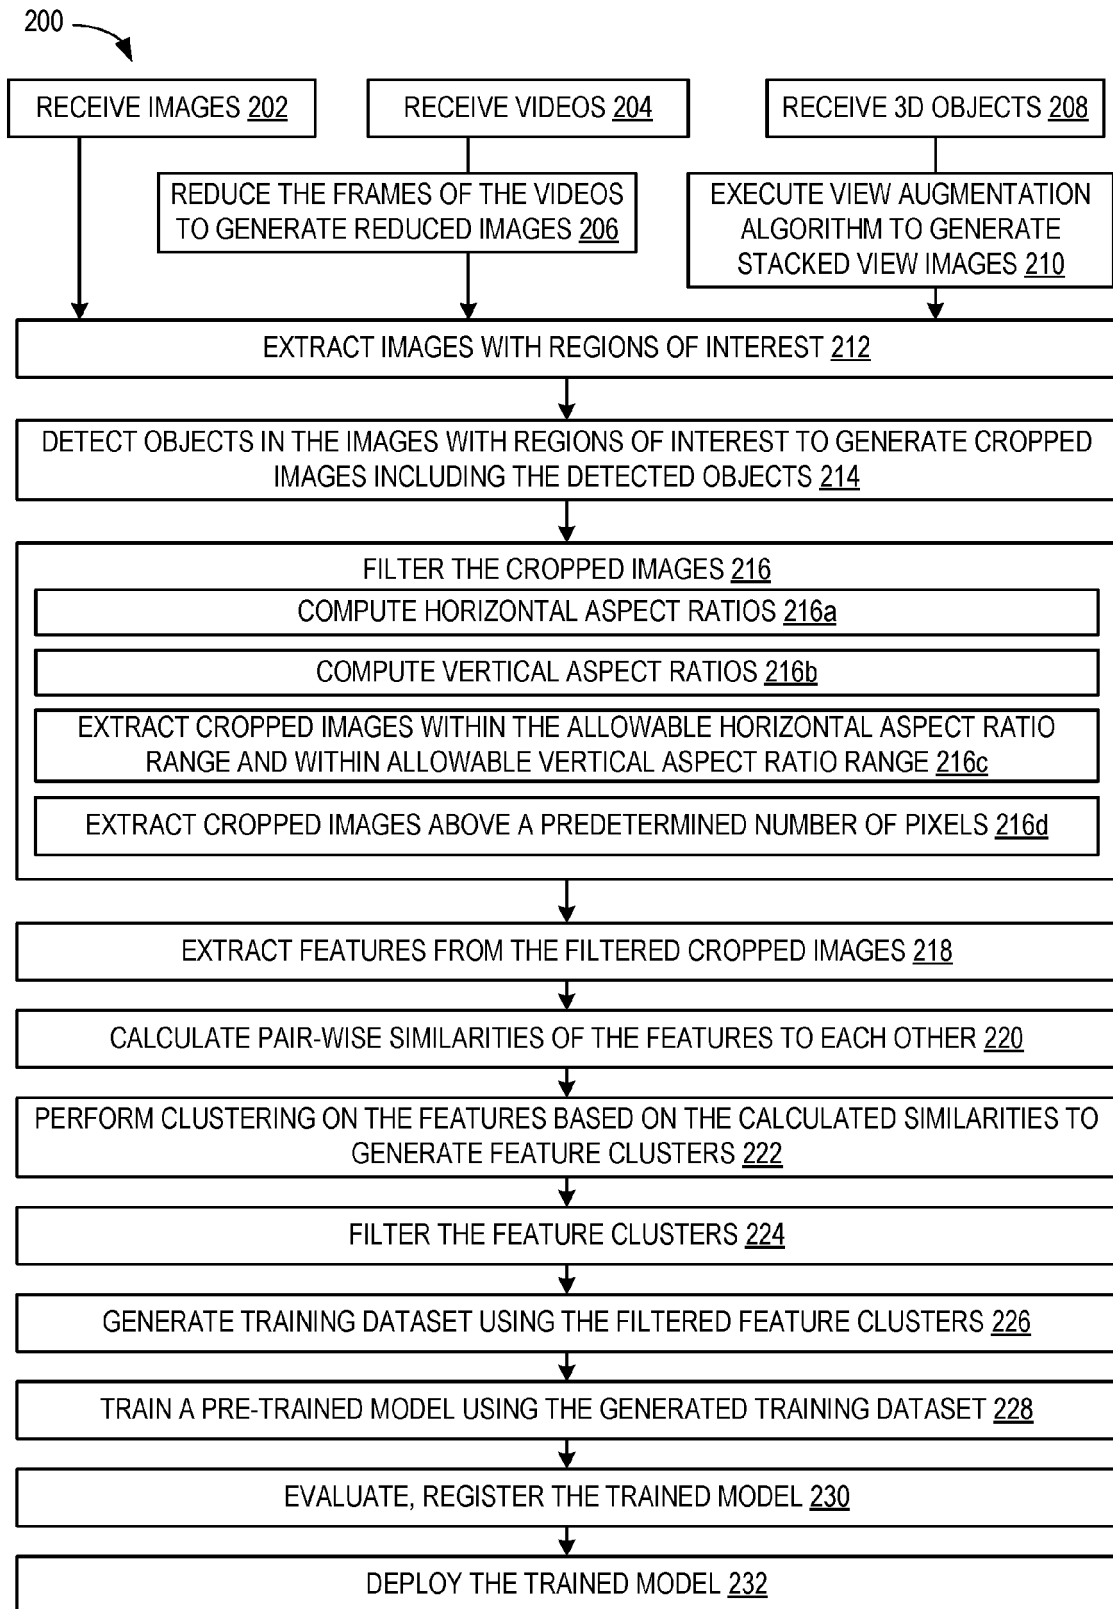 200
RECEIVE IMAGES 202
RECEIVE VIDEOS 204
RECEIVE 3D OBJECTS 208
REDUCE THE FRAMES OF THE VIDEOS
TO GENERATE REDUCED IMAGES 206
EXECUTE VIEW AUGMENTATION
ALGORITHM TO GENERATE
STACKED VIEW IMAGES 210
EXTRACT IMAGES WITH REGIONS OF INTEREST 212
DETECT OBJECTS IN THE IMAGES WITH REGIONS OF INTEREST TO GENERATE CROPPED
IMAGES INCLUDING THE DETECTED OBJECTS 214
FILTER THE CROPPED IMAGES 216
COMPUTE HORIZONTAL ASPECT RATIOS 216a
COMPUTE VERTICAL ASPECT RATIOS 216b
EXTRACT CROPPED IMAGES WITHIN THE ALLOWABLE HORIZONTAL ASPECT RATIO
RANGE AND WITHIN ALLOWABLE VERTICAL ASPECT RATIO RANGE 216c
EXTRACT CROPPED IMAGES ABOVE A PREDETERMINED NUMBER OF PIXELS 216d
EXTRACT FEATURES FROM THE FILTERED CROPPED IMAGES 218
CALCULATE PAIR-WISE SIMILARITIES OF THE FEATURES TO EACH OTHER 220
PERFORM CLUSTERING ON THE FEATURES BASED ON THE CALCULATED SIMILARITIES TO
GENERATE FEATURE CLUSTERS 222
FILTER THE FEATURE CLUSTERS 224
GENERATE TRAINING DATASET USING THE FILTERED FEATURE CLUSTERS 226
TRAIN A PRE-TRAINED MODEL USING THE GENERATED TRAINING DATASET 228
EVALUATE, REGISTER THE TRAINED MODEL 230
DEPLOY THE TRAINED MODEL 232